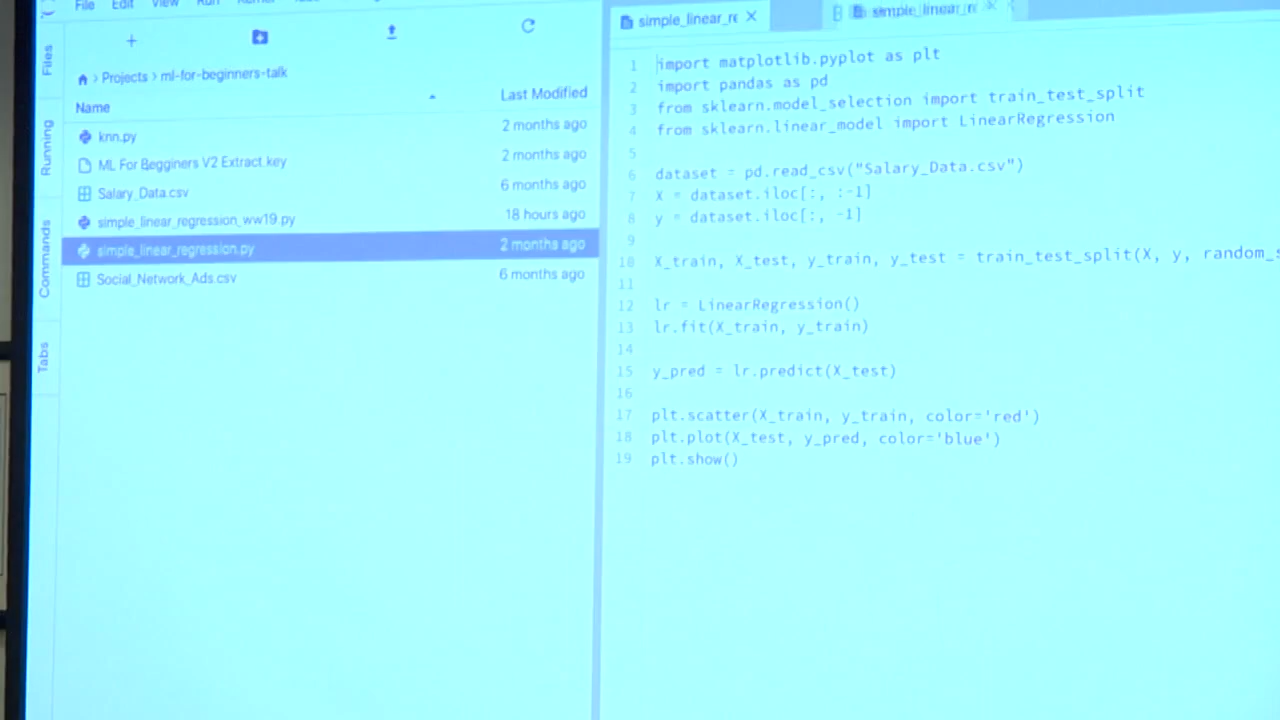 File Edit View Run
Files
Running
Commands
Tabs
Projects > ml-for-beginners-talk
Name Last Modified
knn.py 2 months ago
ML For Begginers V2 Extract.key 2 months ago
Salary_Data.csv 6 months ago
simple_linear_regression_ww19.py 18 hours ago
simple_linear_regression.py 2 months ago
Social_Network_Ads.csv 6 months ago
simple_linear_re
simple_linear_r
1 import matplotlib.pyplot as plt
2 import pandas as pd
3 from sklearn.model_selection import train_test_split
4 from sklearn.linear_model import LinearRegression
5
6 dataset = pd.read_csv("Salary_Data.csv")
7 X = dataset.iloc[:, :-1]
8 y = dataset.iloc[:, -1]
9
10 X_train, X_test, y_train, y_test = train_test_split(X, y, random_s
11
12 lr = LinearRegression()
13 lr.fit(X_train, y_train)
14
15 y_pred = lr.predict(X_test)
16
17 plt.scatter(X_train, y_train, color='red')
18 plt.plot(X_test, y_pred, color='blue')
19 plt.show()